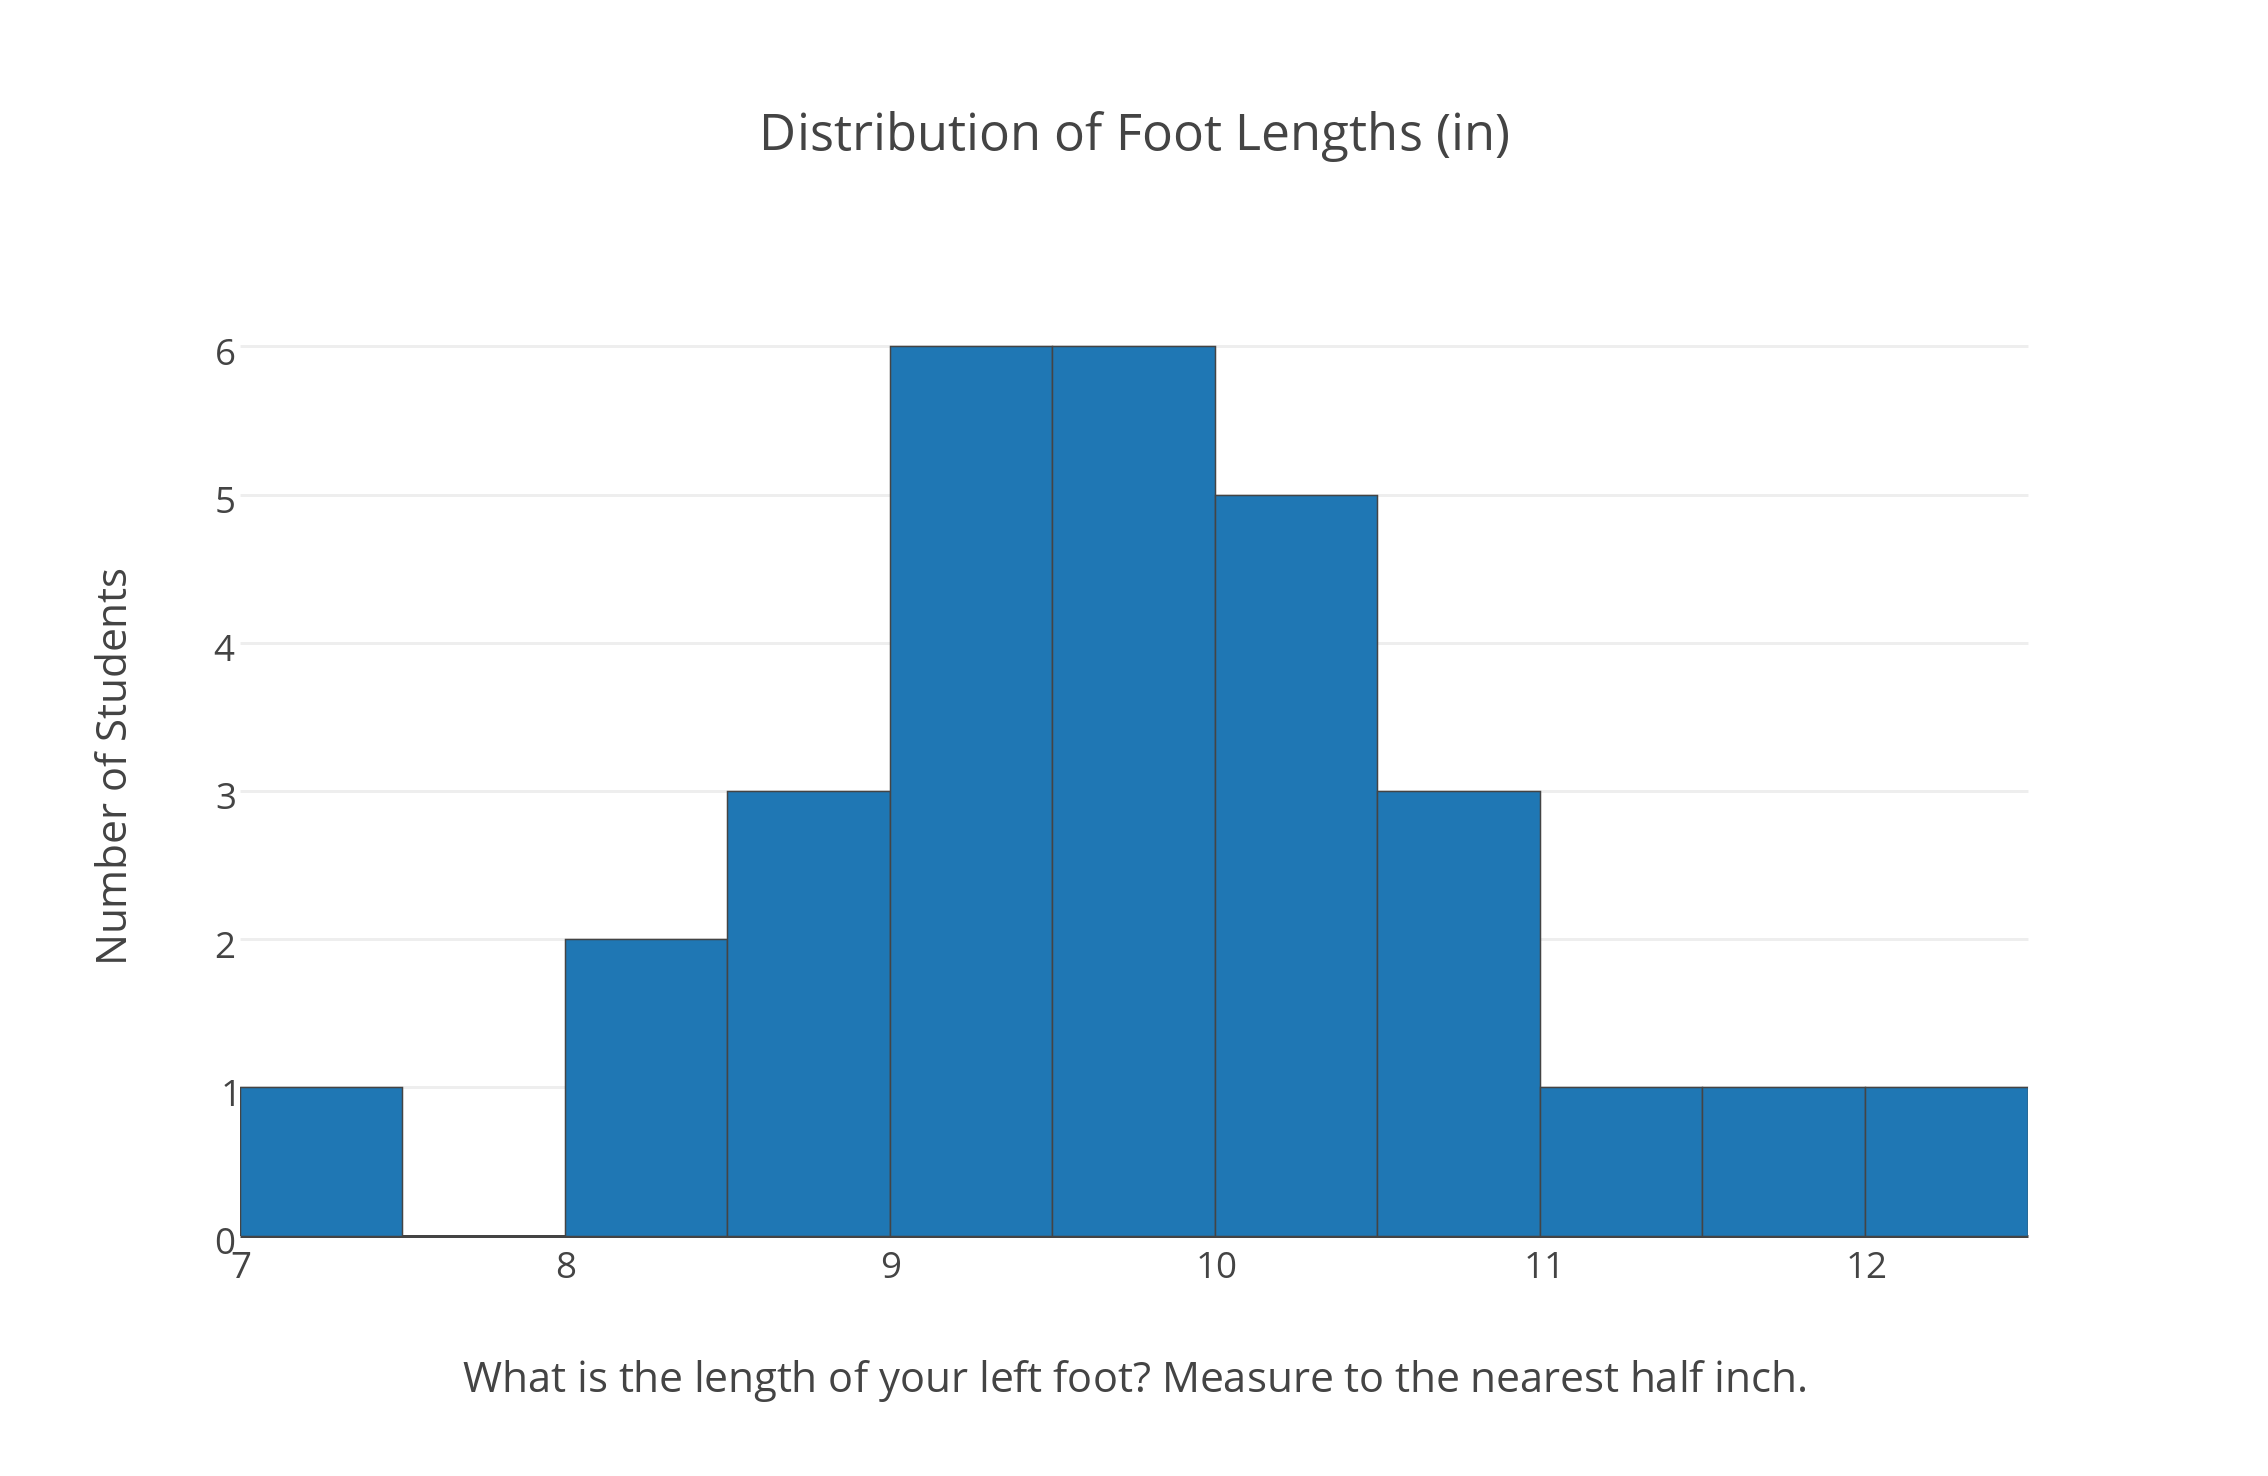 Distribution of Foot Lengths (in)
6
5
4
3
2
1
0
Number of Students
7 8 9 10 11 12
What is the length of your left foot? Measure to the nearest half inch.